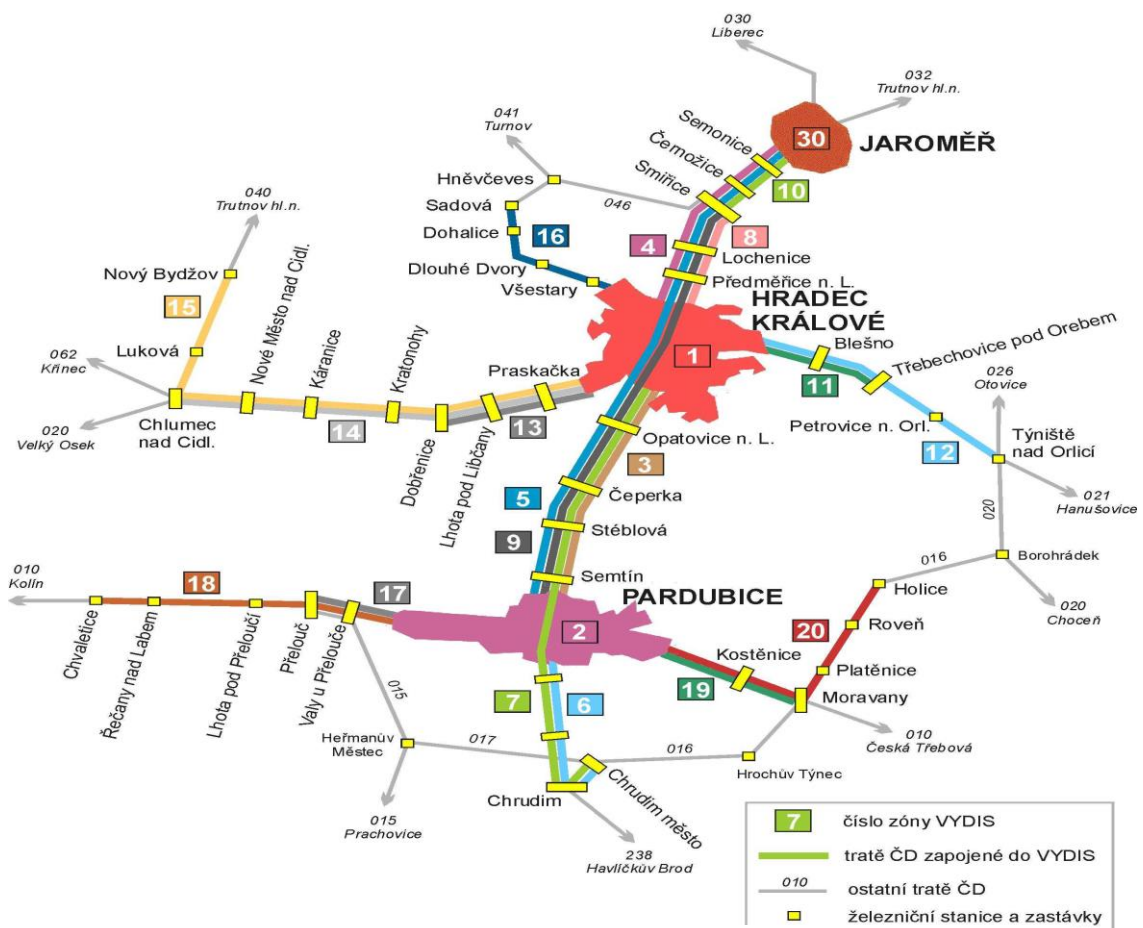 030
Liberec
032
Trutnov hl.n.
041
Turnov
Semonice
Černožice
Smiřice
30
JAROMĚŘ
10
Hněvčeves
046
040
Trutnov hl.n.
Sadová
Dohalice
16
4
8
Lochenice
Dlouhé Dvory
Předměřice n. L.
Všestary
HRADEC
KRÁLOVÉ
Nový Bydžov
15
Nové Město nad Cidl.
Luková
Káranice
Kratonohy
Praskačka
1
Blešno
Třebechovice pod Orebem
11
062
Křinec
026
Otovice
020
Velký Osek
Chlumec
nad Cidl.
14
13
Dobřenice
Lhota pod Libčany
Opatovice n. L.
3
Petrovice n. Orl.
12
Týniště
nad Orlicí
5
Čeperka
021
Hanušovice
9
Stéblová
020
Semtín
016
Borohrádek
010
Kolín
18
17
PARDUBICE
Holice
020
Choceň
Chvaletice
Řečany nad Labem
Lhota pod Přeloučí
Přelouč
Valy u Přelouče
2
20
Roveň
Kostěnice
Platěnice
19
Moravany
015
7
6
Heřmanův
Městec
017
016
010
Česká Třebová
Hrochův Týnec
Chrudim
Chrudim město
015
Prachovice
238
Havlíčkův Brod
7
číslo zóny VYDIS
tratě ČD zapojené do VYDIS
010
ostatní tratě ČD
železniční stanice a zastávky